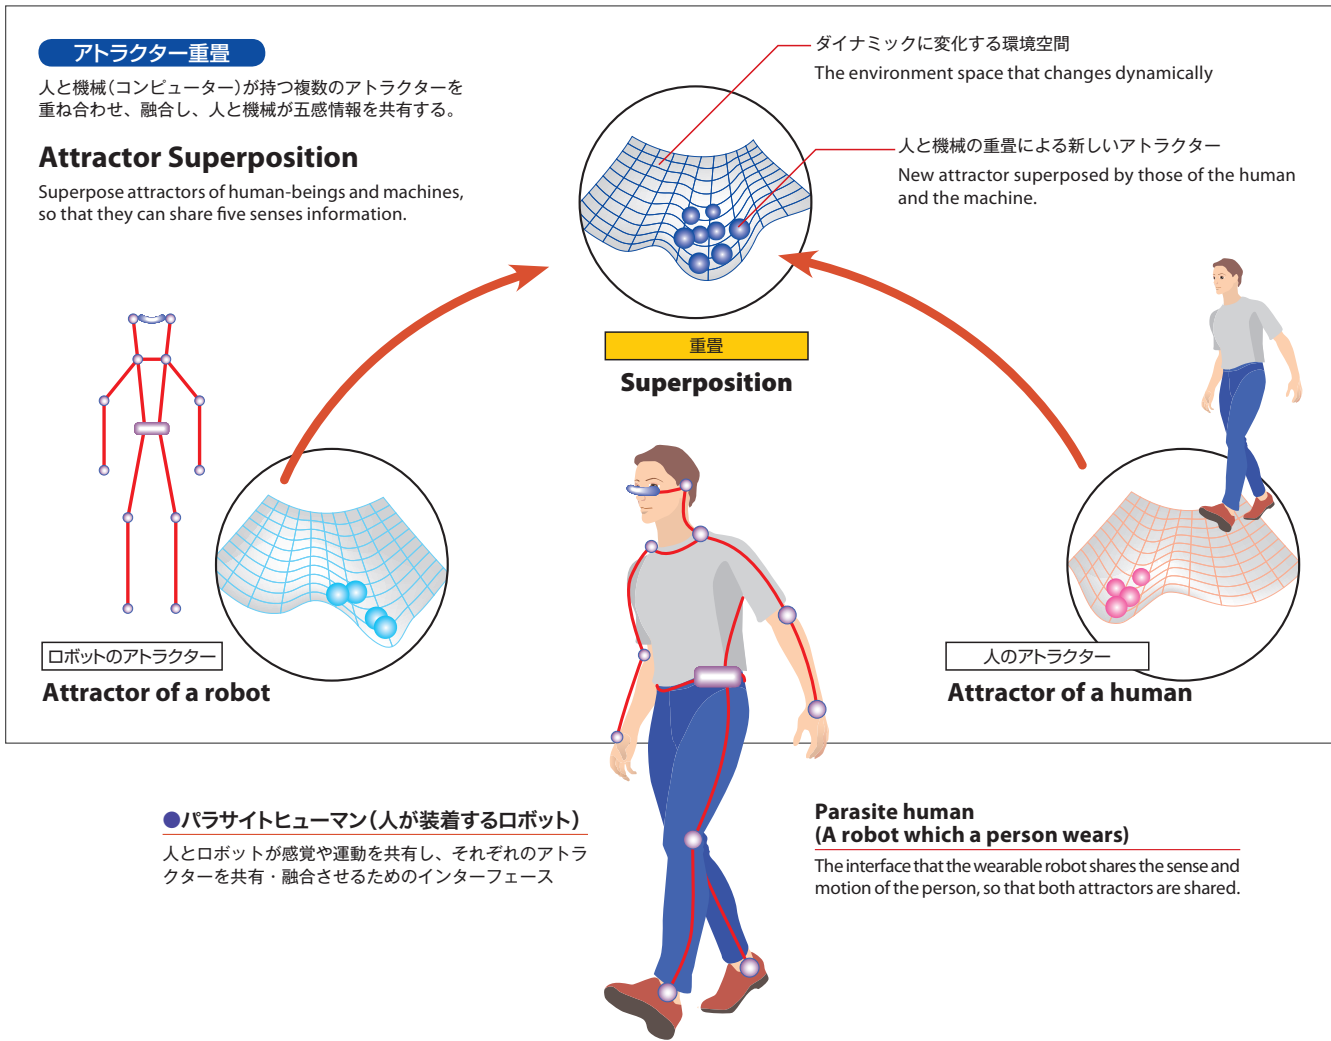 アトラクター重畳
人と機械（コンピューター）が持つ複数のアトラクターを
重ね合わせ、融合し、人と機械が五感情報を共有する。
Attractor Superposition
Superpose attractors of human-beings and machines,
so that they can share five senses information.
ダイナミックに変化する環境空間
The environment space that changes dynamically
人と機械の重畳による新しいアトラクター
New attractor superposed by those of the human
and the machine.
重畳
Superposition
ロボットのアトラクター
Attractor of a robot
人のアトラクター
Attractor of a human
●パラサイトヒューマン（人が装着するロボット）
人とロボットが感覚や運動を共有し、それぞれのアトラ
クターを共有・融合させるためのインターフェース
Parasite human
(A robot which a person wears)
The interface that the wearable robot shares the sense and
motion of the person, so that both attractors are shared.